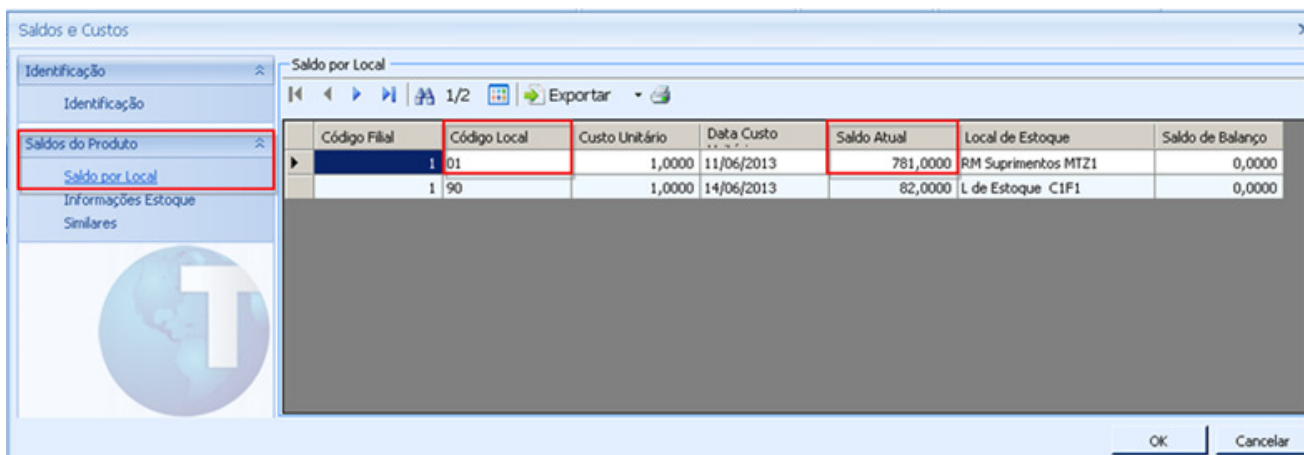 Saldos e Custos
Identificação
Identificação
Saldos do Produto
Saldo por Local
Informações Estoque
Similares
Saldo por Local
1/2 Exportar
Código Filial Código Local Custo Unitário Data Custo Saldo Atual Local de Estoque Saldo de Balanço
1 01 1,0000 11/06/2013 781,0000 RM Suprimentos MTZ1 0,0000
1 90 1,0000 14/06/2013 82,0000 L de Estoque C1F1 0,0000
T
OK Cancelar